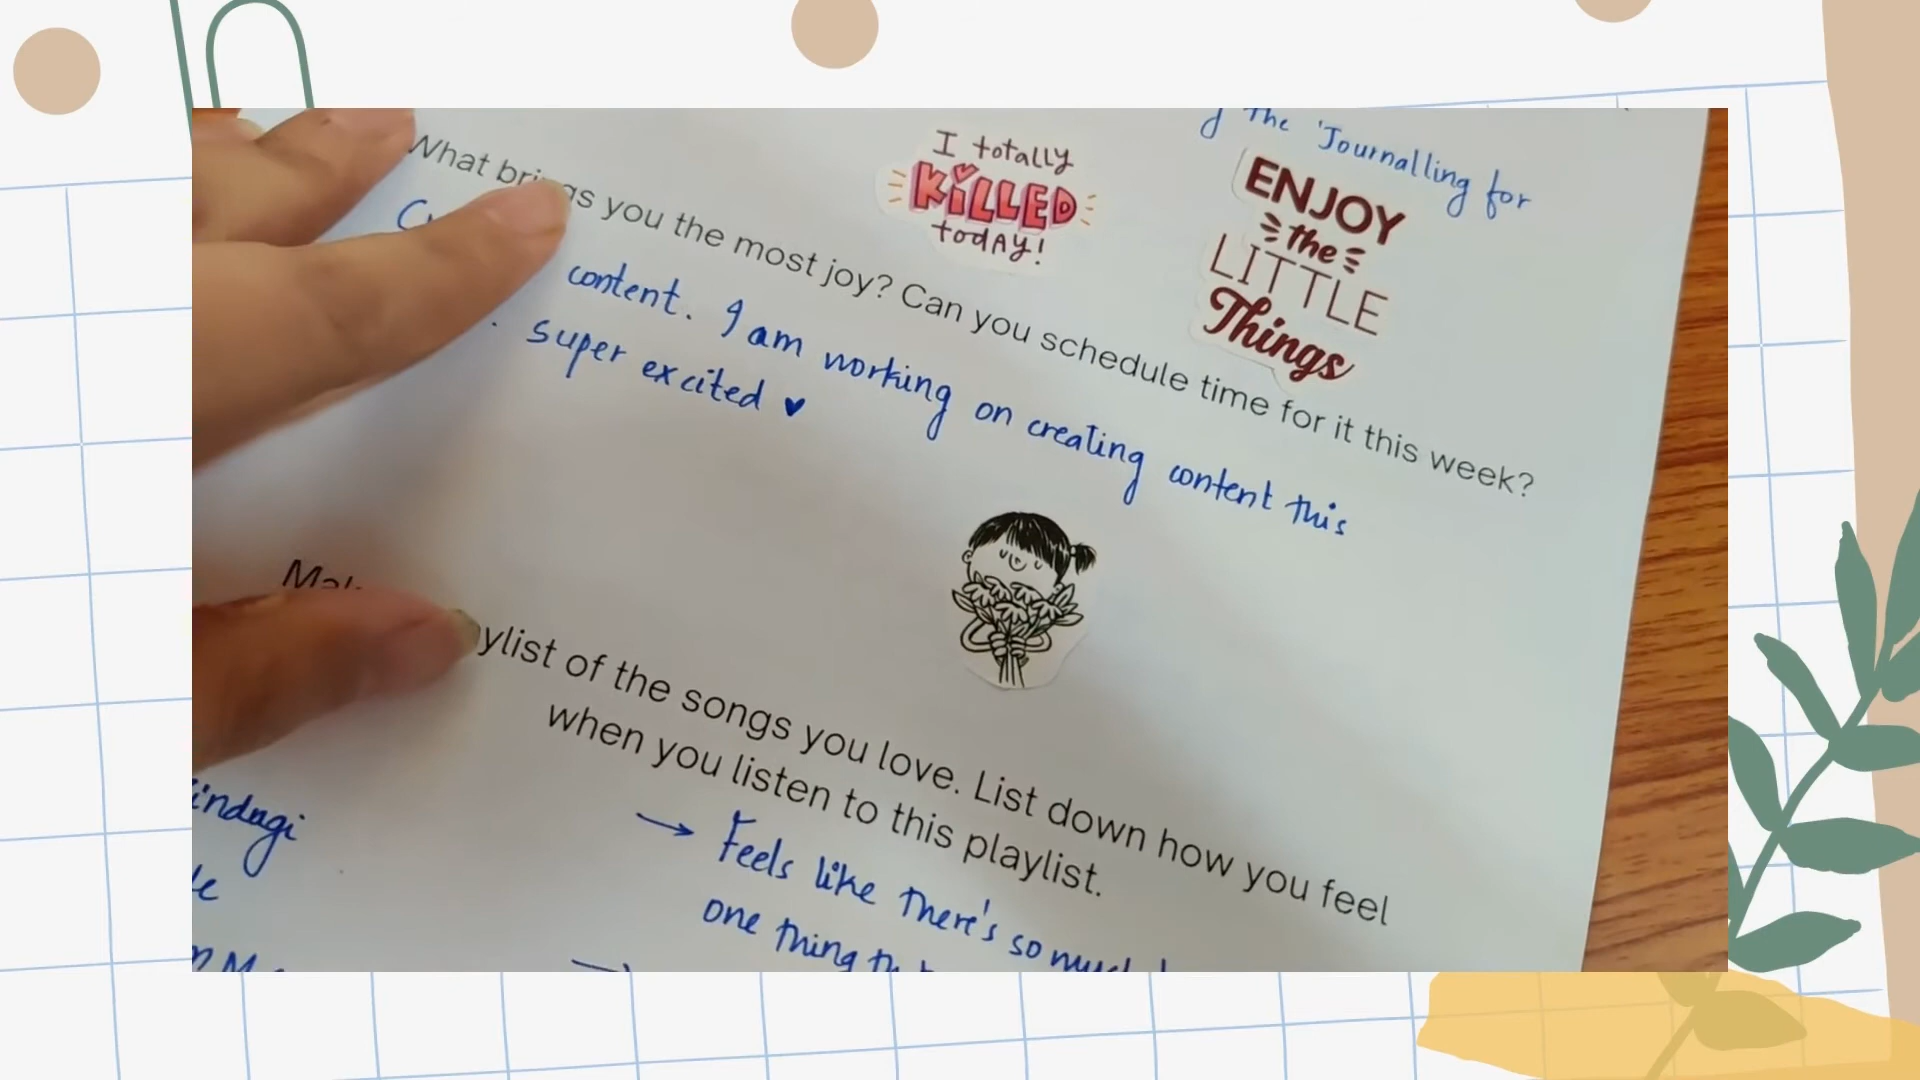 the 'Journalling for
I totally
KILLED
today!
ENJOY
the
LITTLE
Things
What brings you the most joy? Can you schedule time for it this week?
content. I am working on creating content this
super excited ♥
ylist of the songs you love. List down how you feel
when you listen to this playlist.
indagi
→ Feels like there's so much
one thing